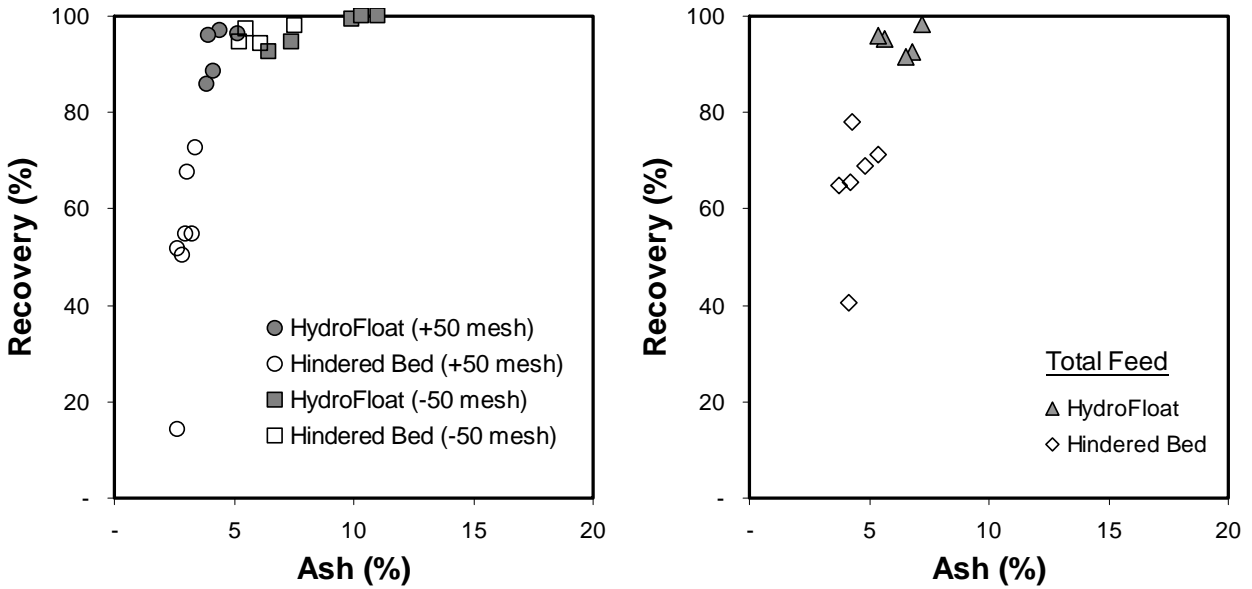 100
80
60
40
20
-
Recovery (%)
HydroFloat (+50 mesh)
Hindered Bed (+50 mesh)
HydroFloat (-50 mesh)
Hindered Bed (-50 mesh)
- 5 10 15 20
Ash (%)
100
80
60
40
20
-
Recovery (%)
Total Feed
HydroFloat
Hindered Bed
- 5 10 15 20
Ash (%)